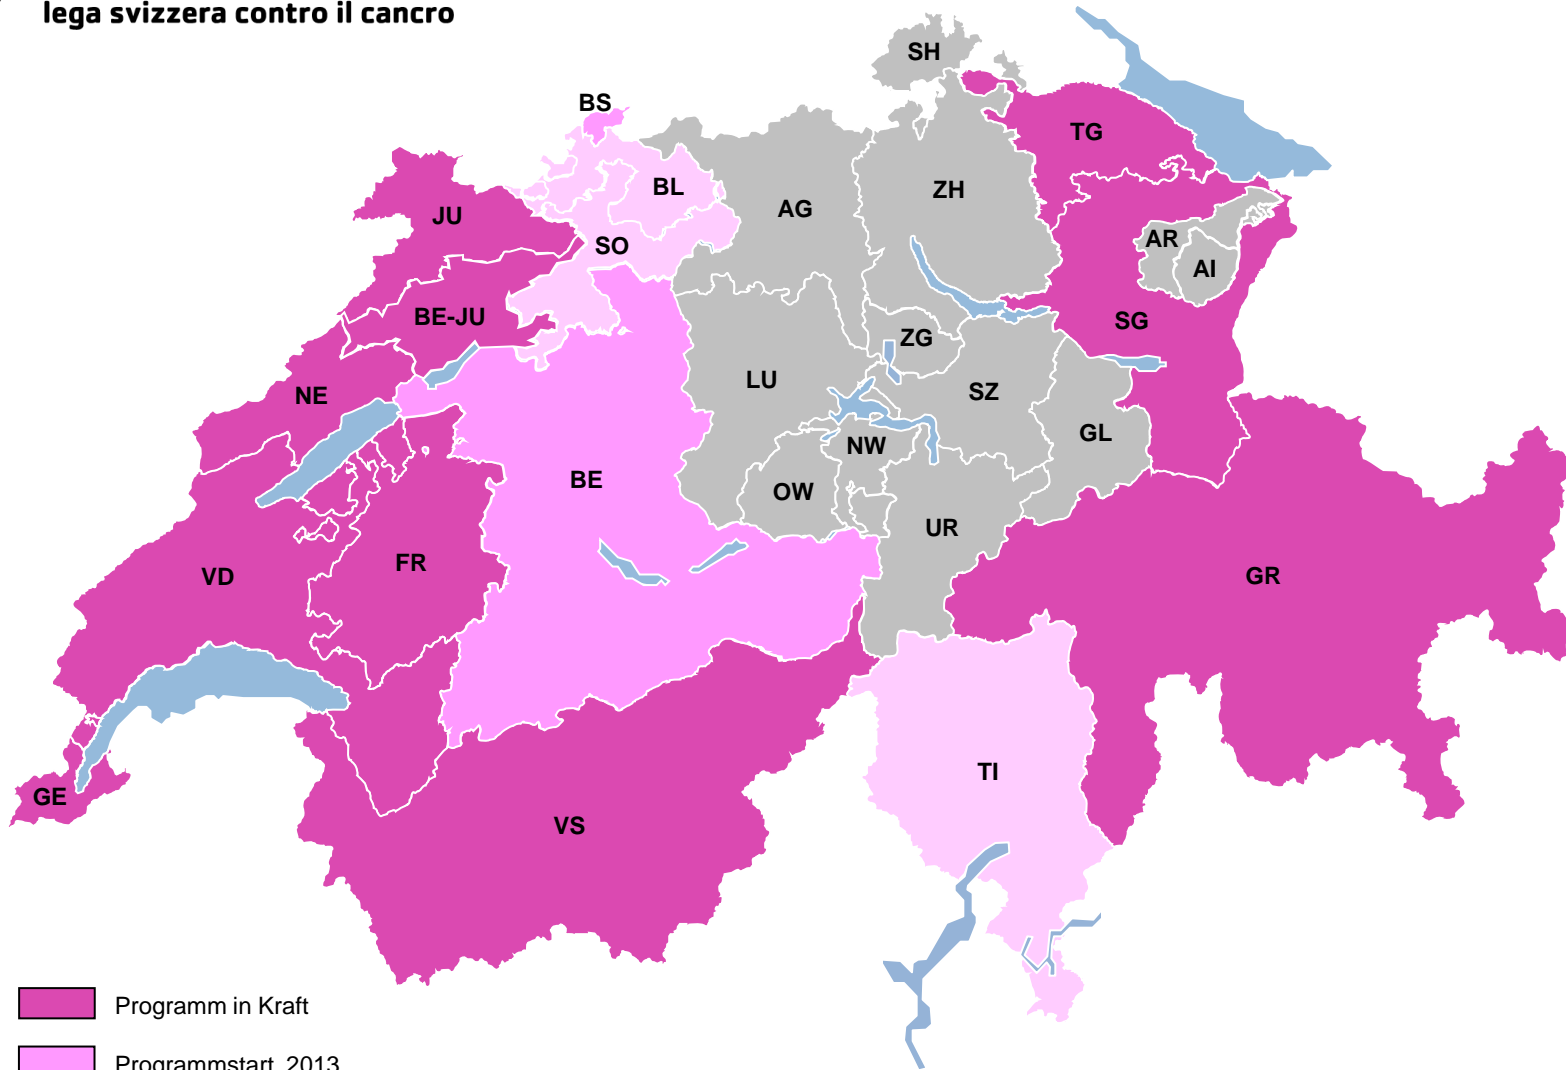 lega svizzera contro il cancro
SH
BS
TG
BL
ZH
AG
JU
SO
AR
AI
BE-JU
SG
ZG
LU
SZ
NE
GL
NW
BE
OW
UR
FR
VD
GR
TI
GE
VS
Programm in Kraft
Programmstart 2013